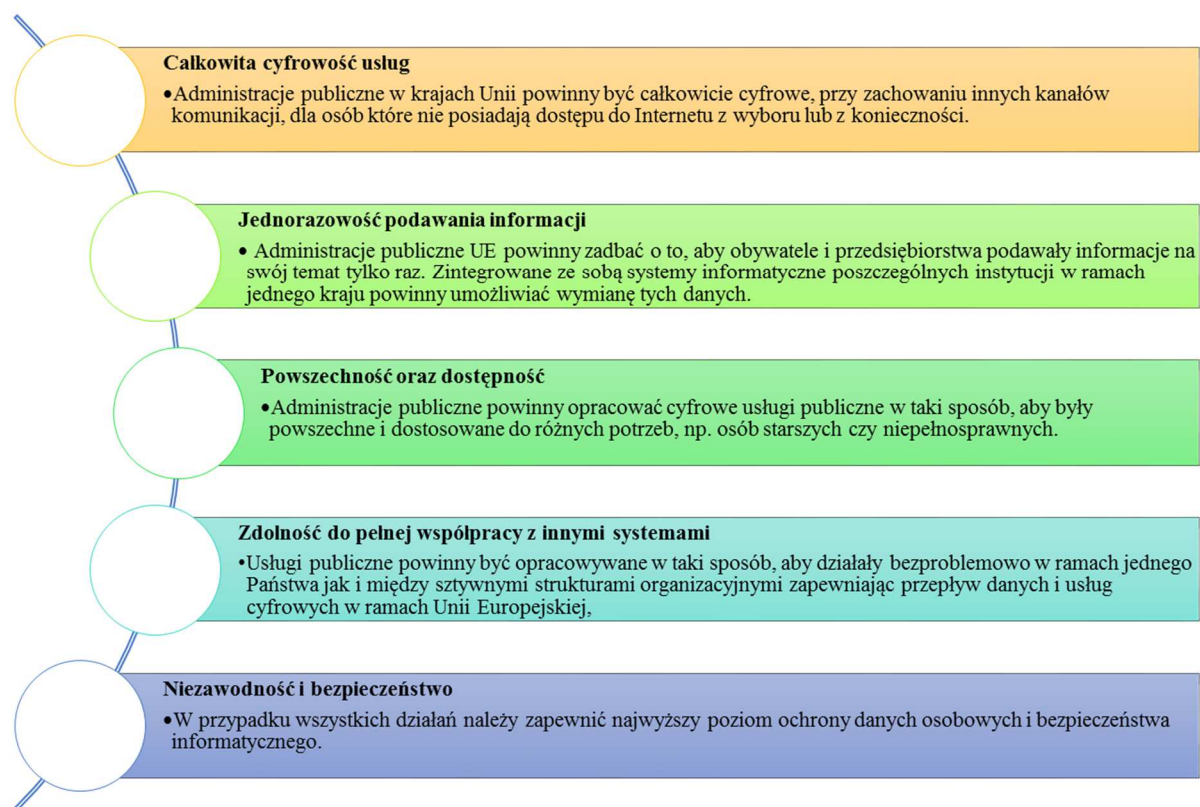 Całkowita cyfrowość usług
•Administracje publiczne w krajach Unii powinny być całkowicie cyfrowe, przy zachowaniu innych kanałów
komunikacji, dla osób które nie posiadają dostępu do Internetu z wyboru lub z konieczności.
Jednorazowość podawania informacji
• Administracje publiczne UE powinny zadbać o to, aby obywatele i przedsiębiorstwa podawały informacje na
swój temat tylko raz. Zintegrowane ze sobą systemy informatyczne poszczególnych instytucji w ramach
jednego kraju powinny umożliwiać wymianę tych danych.
Powszechność oraz dostępność
•Administracje publiczne powinny opracować cyfrowe usługi publiczne w taki sposób, aby były
powszechne i dostosowane do różnych potrzeb, np. osób starszych czy niepełnosprawnych.
Zdolność do pełnej współpracy z innymi systemami
•Usługi publiczne powinny być opracowywane w taki sposób, aby działały bezproblemowo w ramach jednego
Państwa jak i między sztywnymi strukturami organizacyjnymi zapewniając przepływ danych i usług
cyfrowych w ramach Unii Europejskiej,
Niezawodność i bezpieczeństwo
•W przypadku wszystkich działań należy zapewnić najwyższy poziom ochrony danych osobowych i bezpieczeństwa
informatycznego.